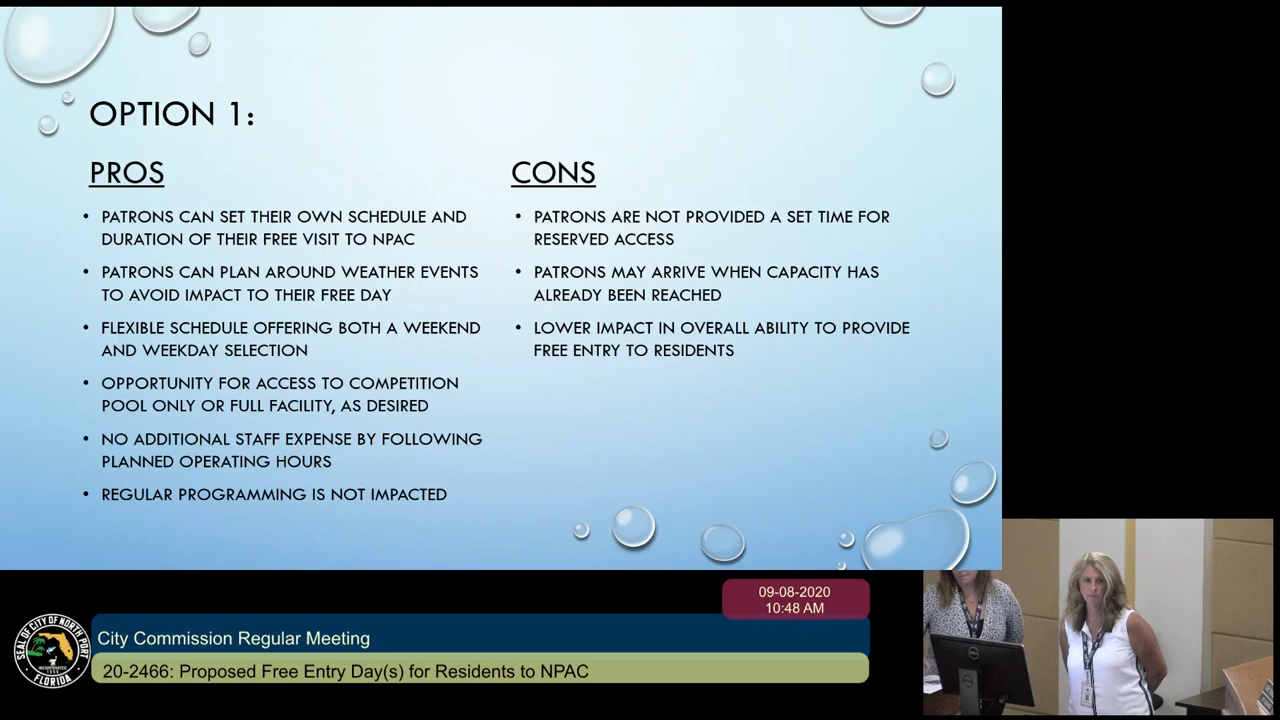 OPTION 1:
PROS
• PATRONS CAN SET THEIR OWN SCHEDULE AND
DURATION OF THEIR FREE VISIT TO NPAC
• PATRONS CAN PLAN AROUND WEATHER EVENTS
TO AVOID IMPACT TO THEIR FREE DAY
• FLEXIBLE SCHEDULE OFFERING BOTH A WEEKEND
AND WEEKDAY SELECTION
• OPPORTUNITY FOR ACCESS TO COMPETITION
POOL ONLY OR FULL FACILITY, AS DESIRED
• NO ADDITIONAL STAFF EXPENSE BY FOLLOWING
PLANNED OPERATING HOURS
• REGULAR PROGRAMMING IS NOT IMPACTED
CONS
• PATRONS ARE NOT PROVIDED A SET TIME FOR
RESERVED ACCESS
• PATRONS MAY ARRIVE WHEN CAPACITY HAS
ALREADY BEEN REACHED
• LOWER IMPACT IN OVERALL ABILITY TO PROVIDE
FREE ENTRY TO RESIDENTS
09-08-2020
10:48 AM
City Commission Regular Meeting
20-2466: Proposed Free Entry Day(s) for Residents to NPAC
SEAL OF CITY OF NORTH PORT
FLORIDA